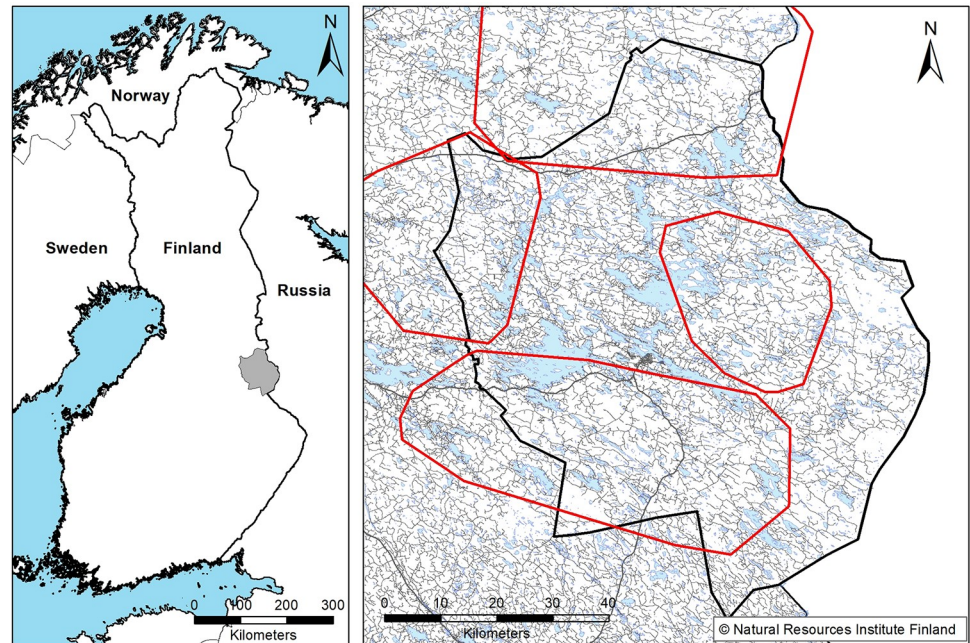 N
Norway
Sweden
Finland
Russia
0 100 200 300
Kilometers
N
0 10 20 30 40
Kilometers
© Natural Resources Institute Finland